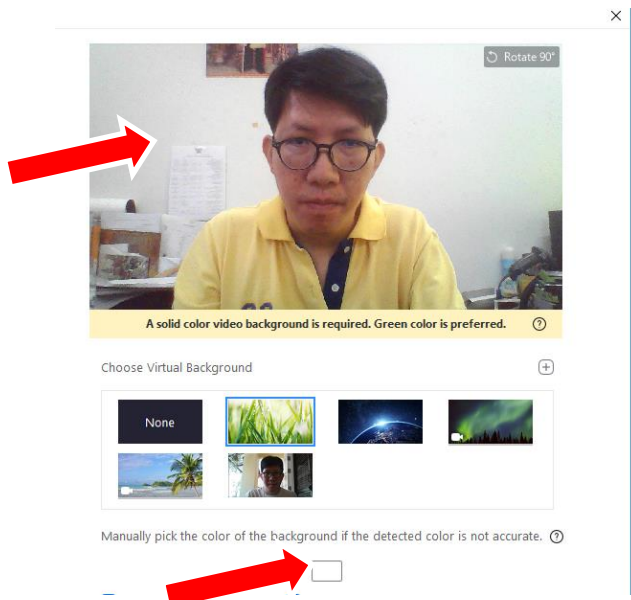 Rotate 90°
A solid color video background is required. Green color is preferred.
Choose Virtual Background
None
Manually pick the color of the background if the detected color is not accurate.